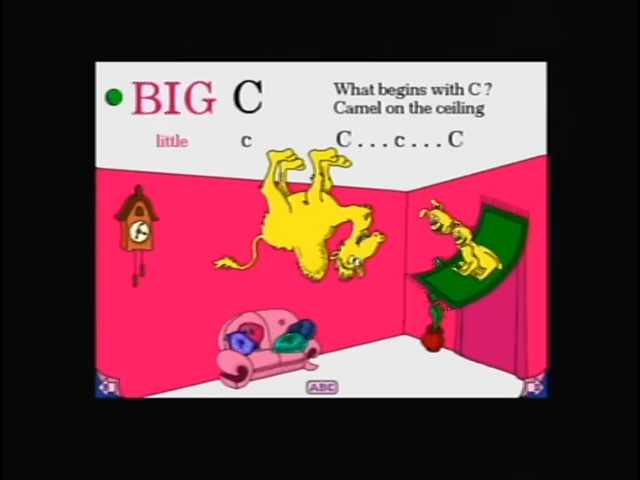 BIG C
little c
What begins with C ?
Camel on the ceiling
C . . . c . . . C
ABC